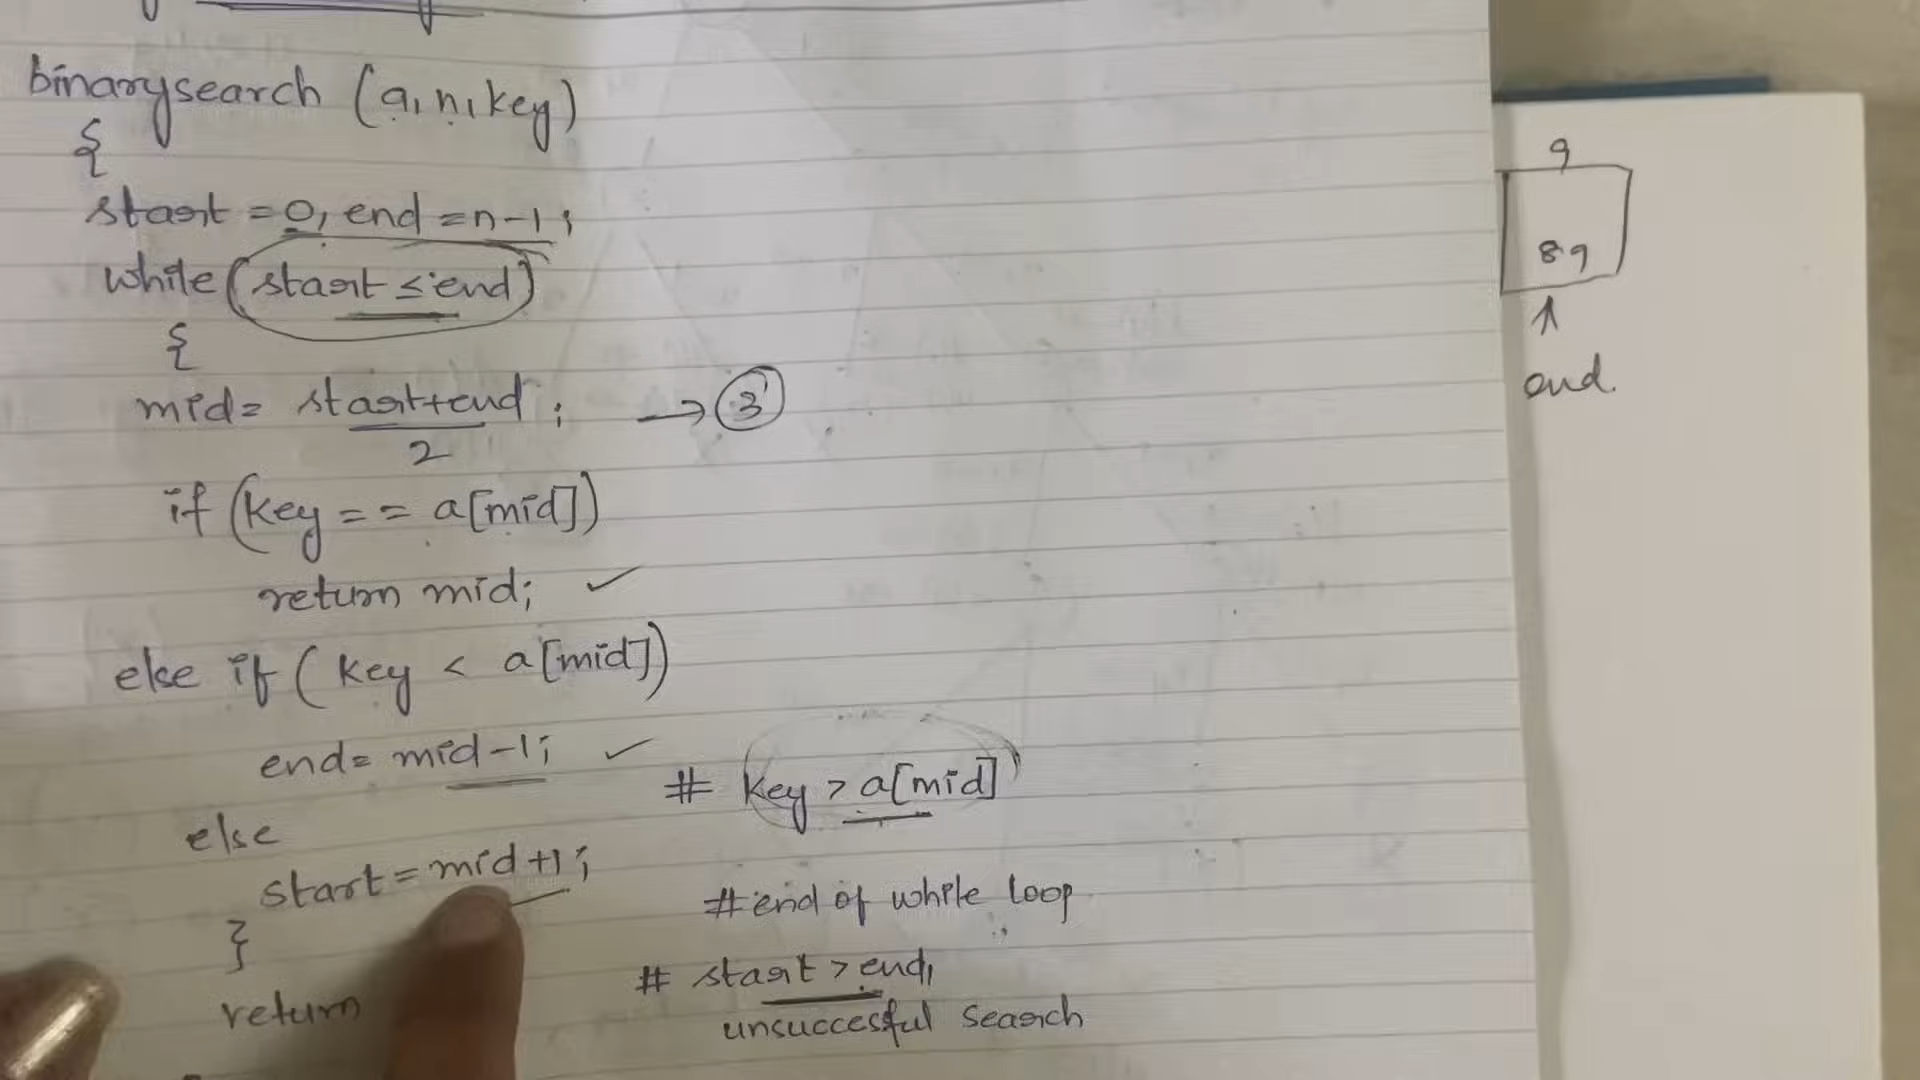 binarysearch (a, n, key)
{
start = 0, end = n-1;
while (start ≤ end)
{
mid = start+end ; → 3
2
if (key == a[mid])
return mid; ✓
else if ( key < a[mid])
end = mid-1; ✓
# key > a[mid]
else
start = mid+1;
# end of while loop
}
# start > end,
return
unsuccesful search
9
89
↑
end.